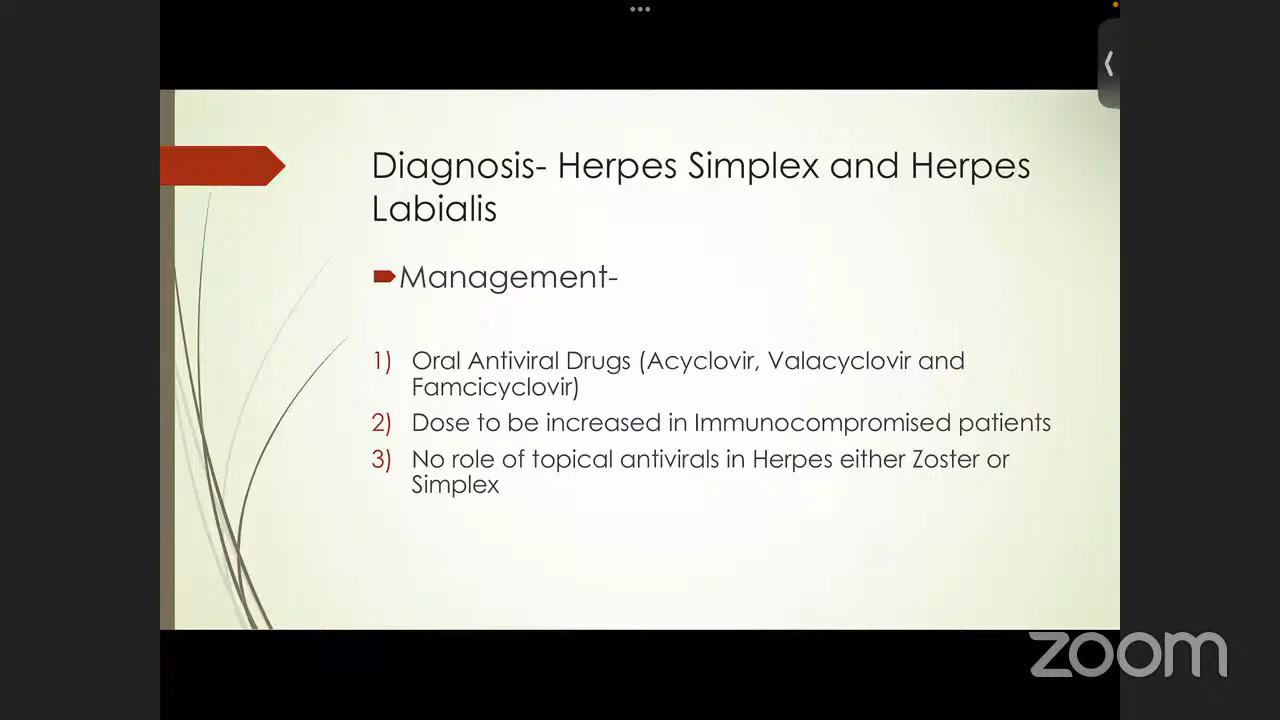 Diagnosis- Herpes Simplex and Herpes
Labialis
Management-
1) Oral Antiviral Drugs (Acyclovir, Valacyclovir and
Famcicyclovir)
2) Dose to be increased in Immunocompromised patients
3) No role of topical antivirals in Herpes either Zoster or
Simplex
zoom